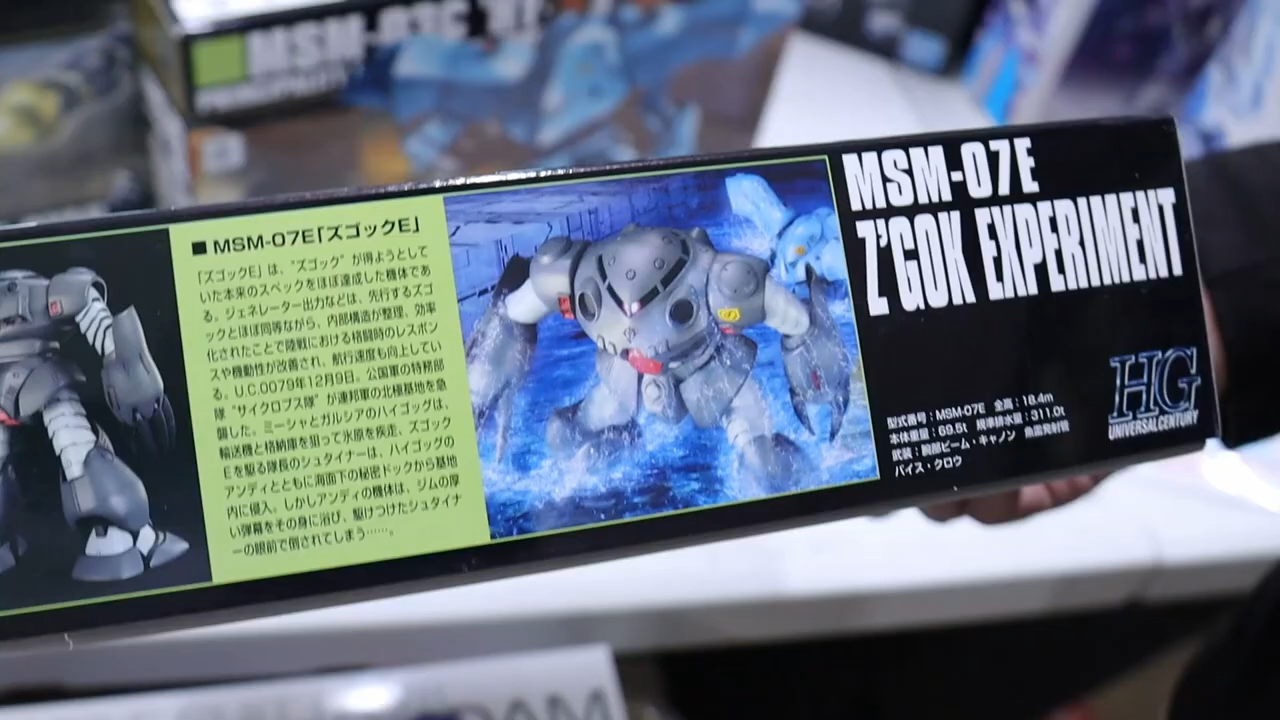 MSM-03C
■ MSM-07E「ズゴックE」
「ズゴックE」は、"ズゴック" が得ようとして
いた本来のスペックをほぼ達成した機体であ
る。ジェネレーター出力などは、先行するズゴ
ックとほぼ同等ながら、内部構造が整理、効率
化されたことで陸戦における格闘時のレスポン
スや機動性が改善され、航行速度も向上してい
る。U.C.0079年12月9日。公国軍の特務部
隊 "サイクロプス隊" が連邦軍の北極基地を急
襲した。ミーシャとガルシアのハイゴッグは、
輸送機と格納庫を狙って氷原を疾走、ズゴック
Eを駆る隊長のシュタイナーは、ハイゴッグの
アンディとともに海面下の秘密ドックから基地
内に侵入。しかしアンディの機体は、ジムの厚
い弾幕をその身に浴び、駆けつけたシュタイナ
ーの眼前で倒されてしまう……。
MSM-07E
Z'GOK EXPERIMENT
型式番号：MSM-07E 全高：18.4m
本体重量：69.5t 規準排水量：311.0t
武装：腕部ビーム・キャノン 魚雷発射管
バイス・クロウ
HG
UNIVERSAL CENTURY